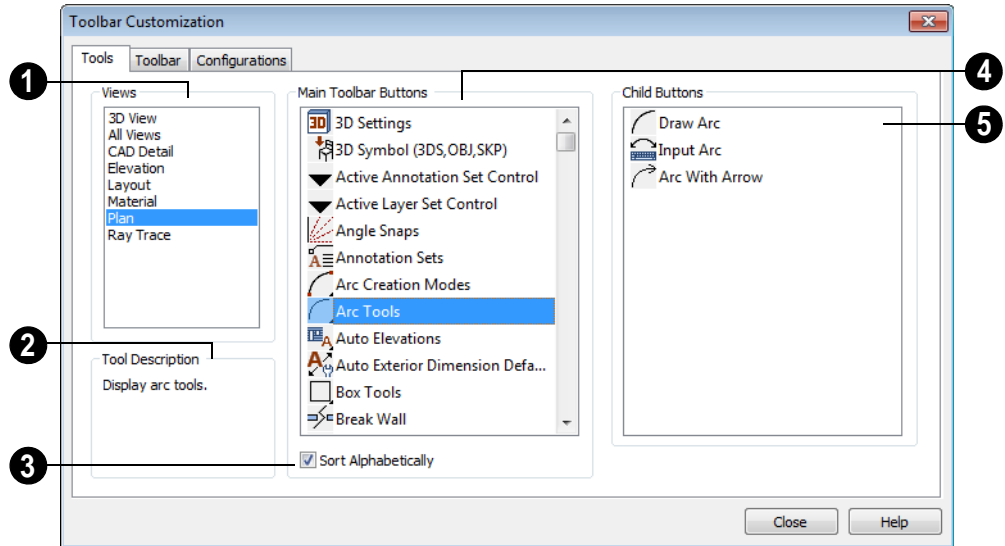 Toolbar Customization
Tools Toolbar Configurations
1
Views
3D View
All Views
CAD Detail
Elevation
Layout
Material
Plan
Ray Trace
2
Tool Description
Display arc tools.
4
Main Toolbar Buttons
3D 3D Settings
3D Symbol (3DS,OBJ,SKP)
Active Annotation Set Control
Active Layer Set Control
Angle Snaps
A Annotation Sets
Arc Creation Modes
Arc Tools
A Auto Elevations
A Auto Exterior Dimension Defa...
Box Tools
Break Wall
3
Sort Alphabetically
Child Buttons
5
Draw Arc
Input Arc
Arc With Arrow
Close Help